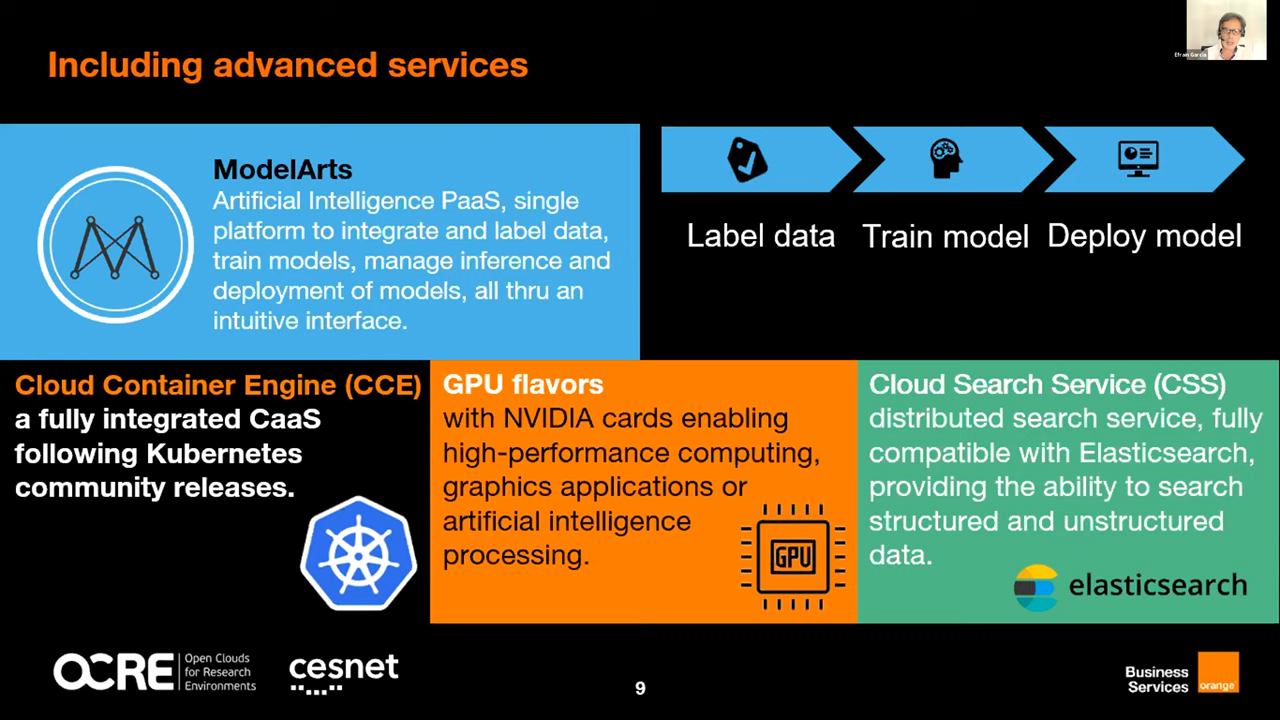 Including advanced services
Efrain Garcia
ModelArts
Artificial Intelligence PaaS, single
platform to integrate and label data,
train models, manage inference and
deployment of models, all thru an
intuitive interface.
Label data
Train model
Deploy model
Cloud Container Engine (CCE)
a fully integrated CaaS
following Kubernetes
community releases.
GPU flavors
with NVIDIA cards enabling
high-performance computing,
graphics applications or
artificial intelligence
processing.
GPU
Cloud Search Service (CSS)
distributed search service, fully
compatible with Elasticsearch,
providing the ability to search
structured and unstructured
data.
elasticsearch
OCRE
Open Clouds
for Research
Environments
cesnet
9
Business
Services
orange